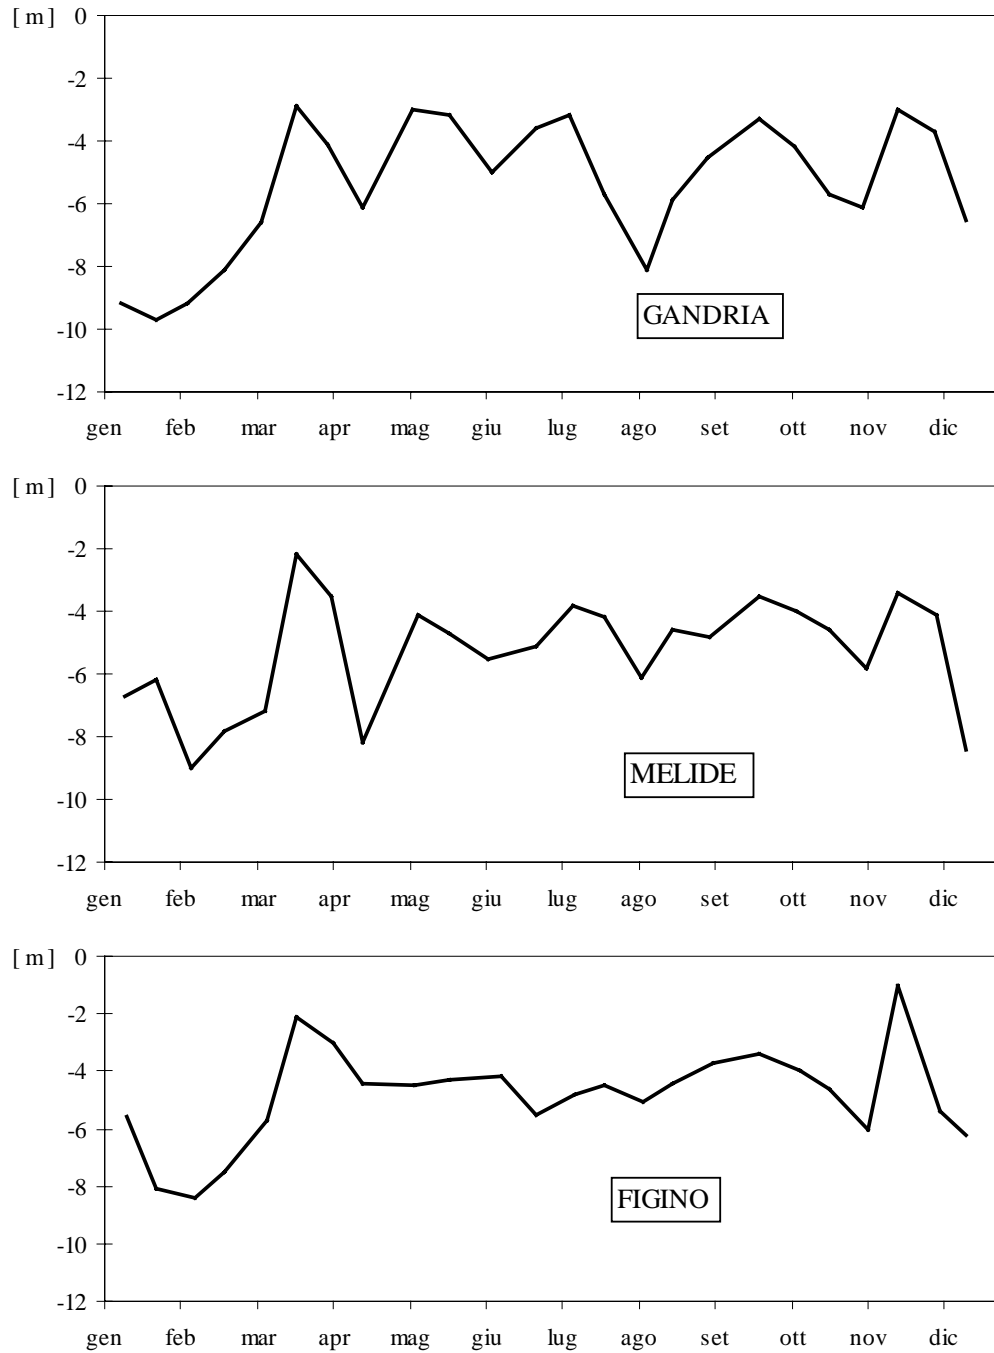 [m] 0
-2
-4
-6
-8
GANDRIA
-10
-12
gen feb mar apr mag giu lug ago set ott nov dic
[m] 0
-2
-4
-6
-8
MELIDE
-10
-12
gen feb mar apr mag giu lug ago set ott nov dic
[m] 0
-2
-4
-6
-8
FIGINO
-10
-12
gen feb mar apr mag giu lug ago set ott nov dic